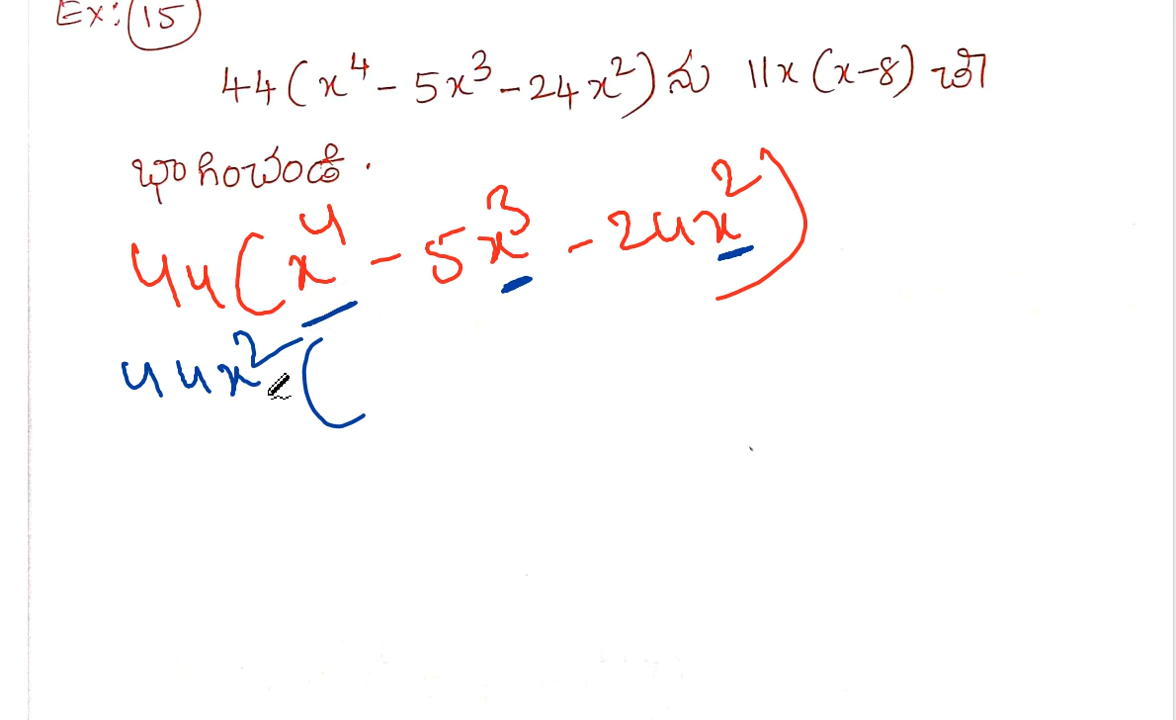 Ex: 15
44(x⁴ - 5x³ - 24x²) ను 11x(x-8) చే
భాగించండి.
44(x⁴ - 5x³ - 24x²)
44x² (